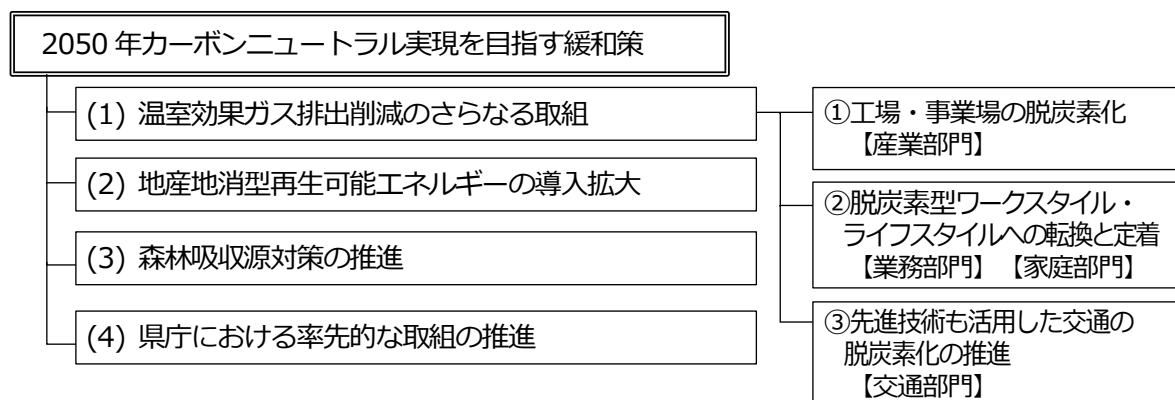 2050 年カーボンニュートラル実現を目指す緩和策
(1) 温室効果ガス排出削減のさらなる取組
(2) 地産地消型再生可能エネルギーの導入拡大
(3) 森林吸収源対策の推進
(4) 県庁における率先的な取組の推進
①工場・事業場の脱炭素化
【産業部門】
②脱炭素型ワークスタイル・
ライフスタイルへの転換と定着
【業務部門】 【家庭部門】
③先進技術も活用した交通の
脱炭素化の推進
【交通部門】